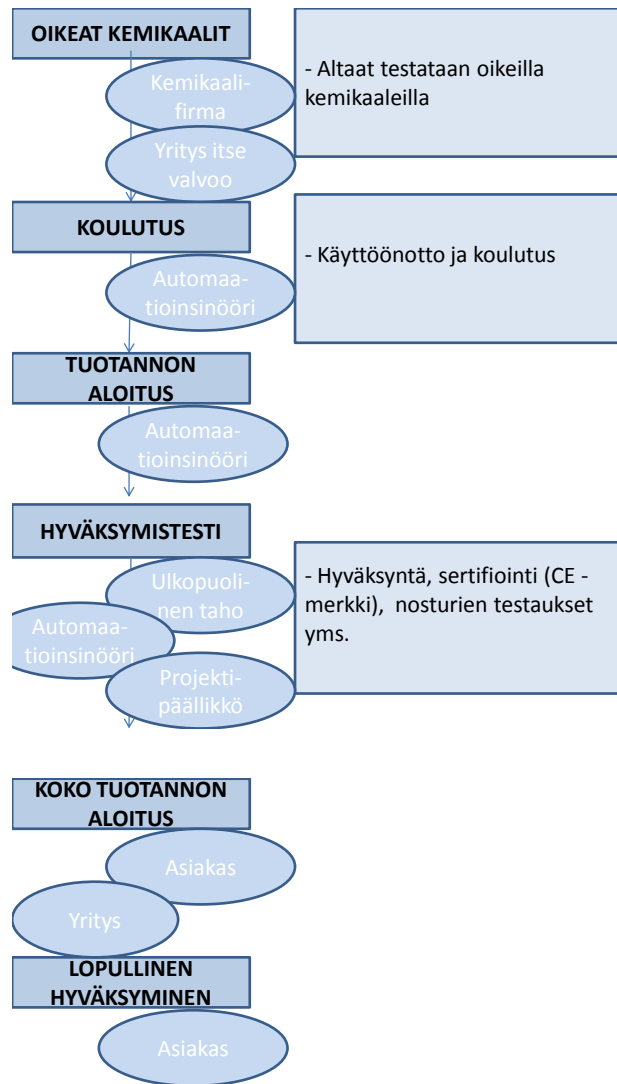 OIKEAT KEMIKAALIT
- Altaat testataan oikeilla
kemikaaleilla
Kemikaali-
firma
Yritys itse
valvoo
KOULUTUS
- Käyttöönotto ja koulutus
Automaa-
tioinsinööri
TUOTANNON
ALOITUS
Automaa-
tioinsinööri
HYVÄKSYMISTESTI
- Hyväksyntä, sertifiointi (CE -
merkki), nosturien testaukset
yms.
Ulkopuoli-
nen taho
Automaa-
tioinsinööri
Projekti-
päällikkö
KOKO TUOTANNON
ALOITUS
Asiakas
Yritys
LOPULLINEN
HYVÄKSYMINEN
Asiakas